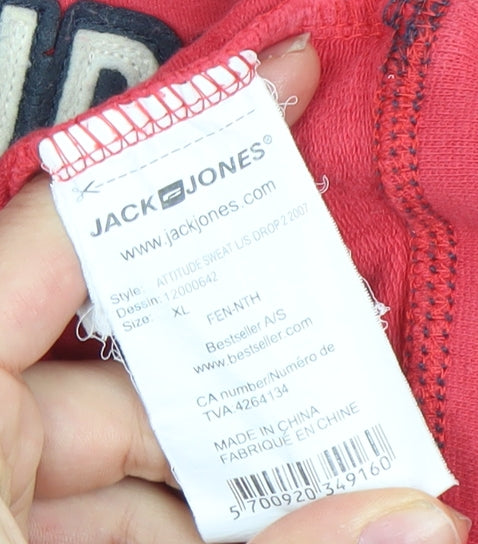 JACK JONES®
www.jackjones.com
Style: ATTITUDE SWEAT L/S DROP 2 2007
Dessin: 12000642
Size: XL FEN-NTH
Bestseller A/S
www.bestseller.com
CA number/Numéro de
TVA 4264134
MADE IN CHINA
FABRIQUÉ EN CHINE
5 700920 349160